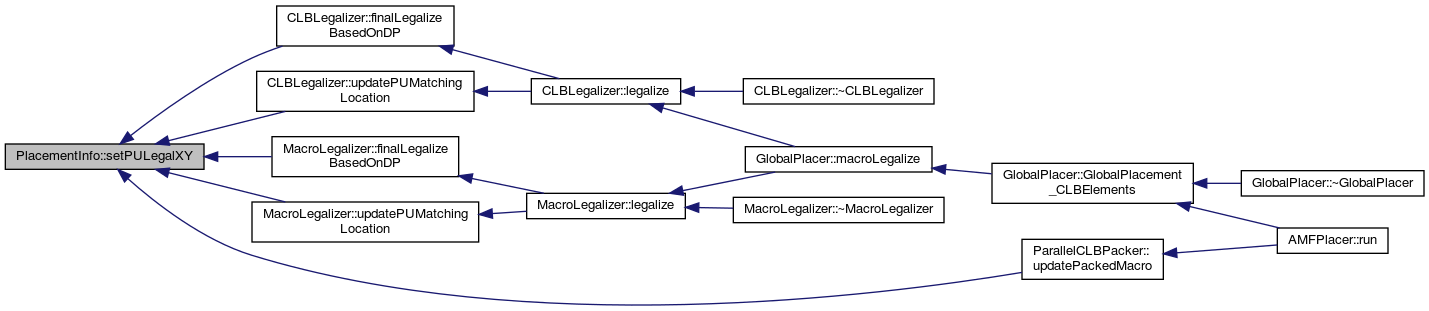 CLBLegalizer::finalLegalize
BasedOnDP
CLBLegalizer::updatePUMatching
Location
CLBLegalizer::legalize
CLBLegalizer::~CLBLegalizer
PlacementInfo::setPULegalXY
MacroLegalizer::finalLegalize
BasedOnDP
GlobalPlacer::macroLegalize
GlobalPlacer::GlobalPlacement
_CLBElements
GlobalPlacer::~GlobalPlacer
MacroLegalizer::updatePUMatching
Location
MacroLegalizer::legalize
MacroLegalizer::~MacroLegalizer
AMFPlacer::run
ParallelCLBPacker::
updatePackedMacro